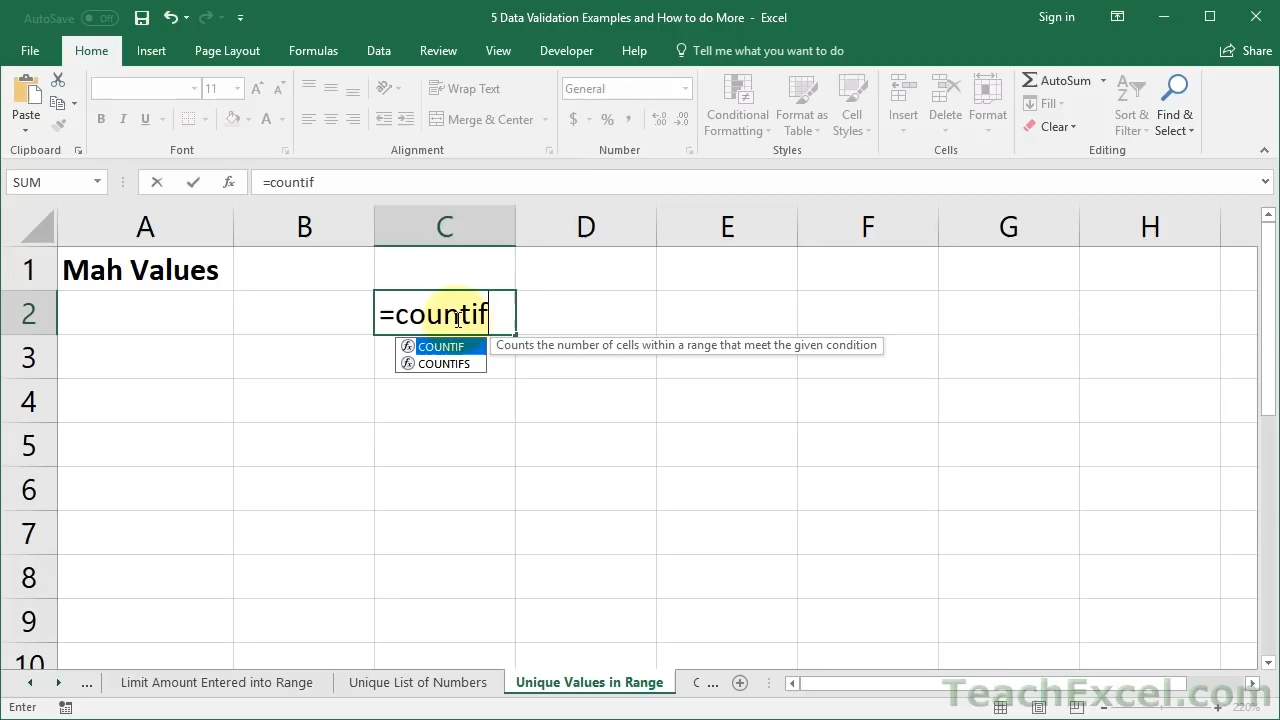 AutoSave Off
5 Data Validation Examples and How to do More - Excel
Sign in
File Home Insert Page Layout Formulas Data Review View Developer Help Tell me what you want to do Share
Paste
Clipboard
11
B I U A A A
Font
Wrap Text
Merge & Center
Alignment
General
$ % ,
Number
Conditional Formatting
Format as Table
Cell Styles
Styles
Insert
Delete
Format
Cells
AutoSum
Fill
Clear
Sort & Filter
Find & Select
Editing
SUM
fx
=countif
A B C D E F G H
1 Mah Values
2 =countif
COUNTIF Counts the number of cells within a range that meet the given condition
COUNTIFS
3
4
5
6
7
8
9
10
... Limit Amount Entered into Range Unique List of Numbers Unique Values in Range C ...
TeachExcel.com
Enter
220%